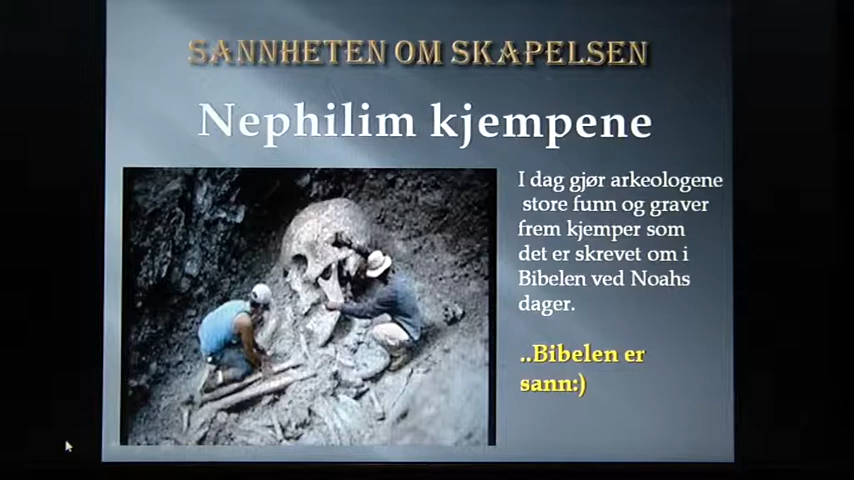 SANNHETEN OM SKAPELSEN
Nephilim kjempene
I dag gjør arkeologene
store funn og graver
frem kjemper som
det er skrevet om i
Bibelen ved Noahs
dager.
..Bibelen er
sann:)